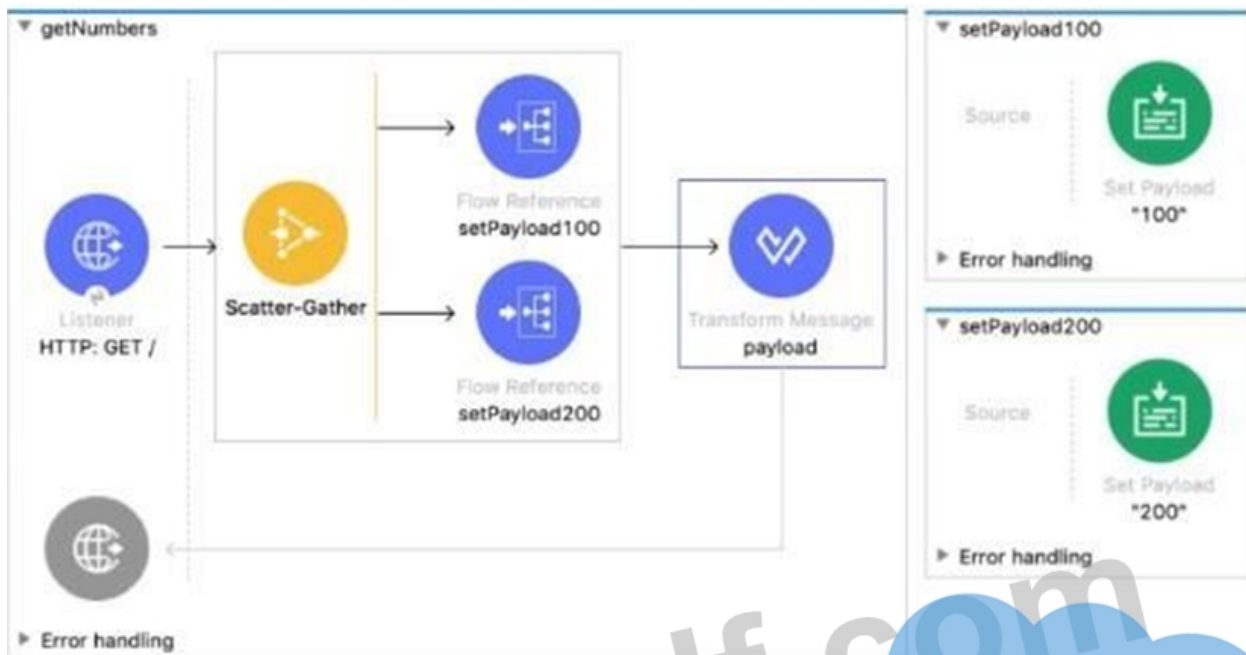 getNumbers
Listener
HTTP: GET /
Scatter-Gather
Flow Reference
setPayload100
Flow Reference
setPayload200
Transform Message
payload
Error handling
setPayload100
Source
Set Payload
"100"
Error handling
setPayload200
Source
Set Payload
"200"
Error handling